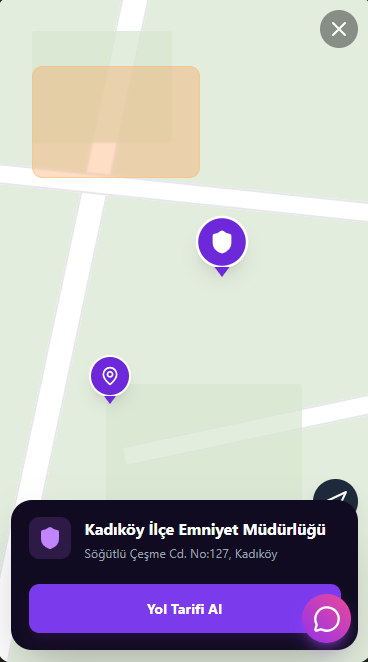 Kadıköy İlçe Emniyet Müdürlüğü
Söğütlü Çeşme Cd. No:127, Kadıköy
Yol Tarifi Al